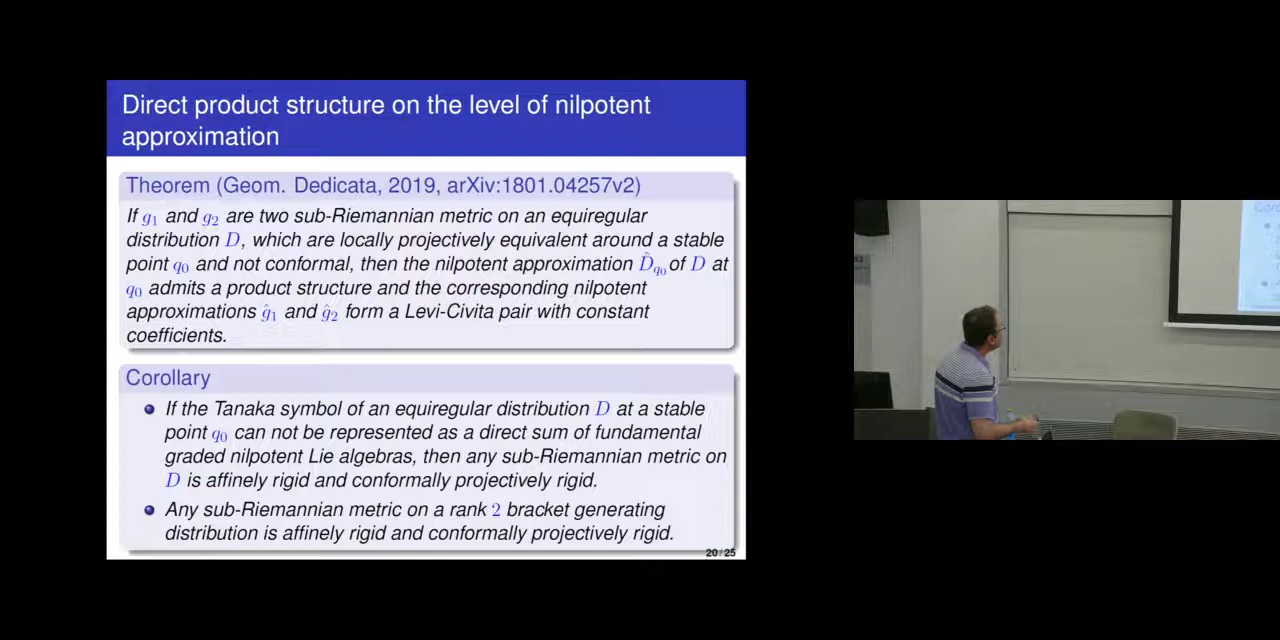 Direct product structure on the level of nilpotent
approximation
Theorem (Geom. Dedicata, 2019, arXiv:1801.04257v2)
If g₁ and g₂ are two sub-Riemannian metric on an equiregular
distribution D, which are locally projectively equivalent around a stable
point q₀ and not conformal, then the nilpotent approximation D̂_q₀ of D at
q₀ admits a product structure and the corresponding nilpotent
approximations ĝ₁ and ĝ₂ form a Levi-Civita pair with constant
coefficients.
Corollary
If the Tanaka symbol of an equiregular distribution D at a stable
point q₀ can not be represented as a direct sum of fundamental
graded nilpotent Lie algebras, then any sub-Riemannian metric on
D is affinely rigid and conformally projectively rigid.
Any sub-Riemannian metric on a rank 2 bracket generating
distribution is affinely rigid and conformally projectively rigid.
20 / 25